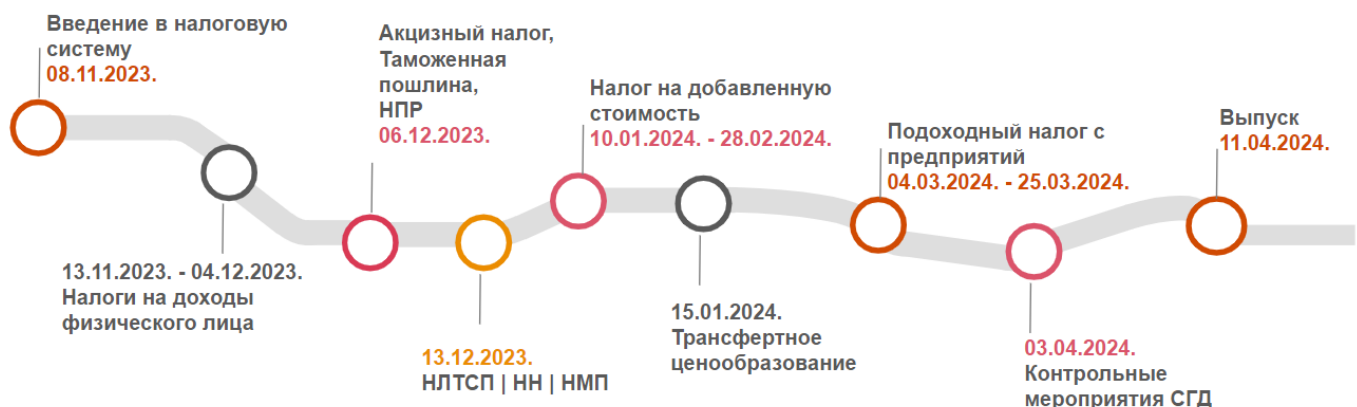 Введение в налоговую
систему
08.11.2023.
13.11.2023. - 04.12.2023.
Налоги на доходы
физического лица
Акцизный налог,
Таможенная
пошлина,
НПР
06.12.2023.
13.12.2023.
НЛТСП | НН | НМП
Налог на добавленную
стоимость
10.01.2024. - 28.02.2024.
15.01.2024.
Трансфертное
ценообразование
Подоходный налог с
предприятий
04.03.2024. - 25.03.2024.
03.04.2024.
Контрольные
мероприятия СГД
Выпуск
11.04.2024.